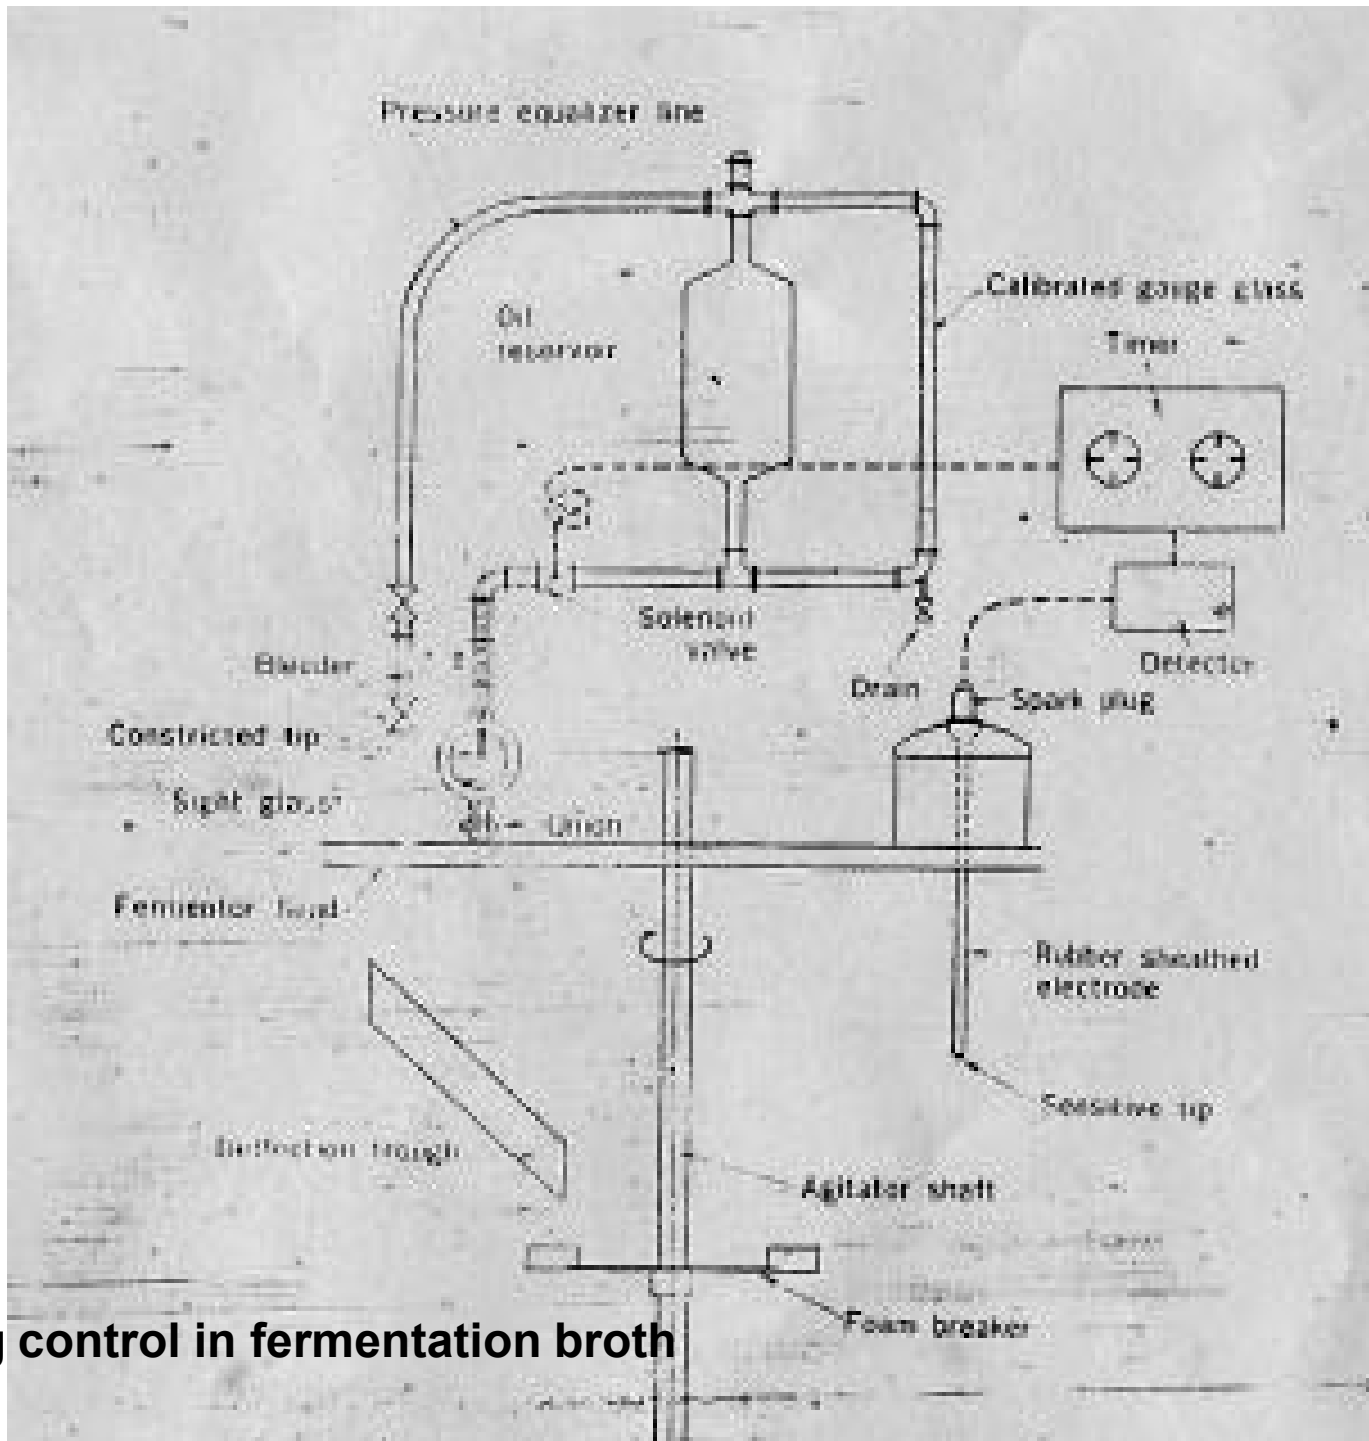 Pressure equalizer line
Calibrated gauge glass
Oil
reservoir
Timer
Solenoid
valve
Bleeder
Drain
Detector
Spark plug
Constricted tip
Sight glass
Union
Fermentor head
Rubber sheathed
electrode
Sensitive tip
trough
Agitator shaft
Foam breaker
g control in fermentation broth